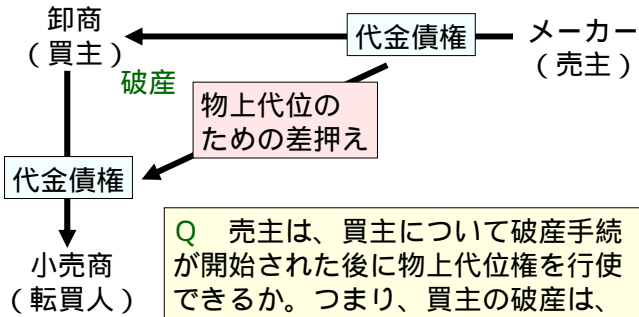 卸商
(買主)
代金債権
メーカー
(売主)
破産
物上代位の
ための差押え
代金債権
小売商
(転買人)
Q 売主は、買主について破産手続
が開始された後に物上代位権を行使
できるか。つまり、買主の破産は、